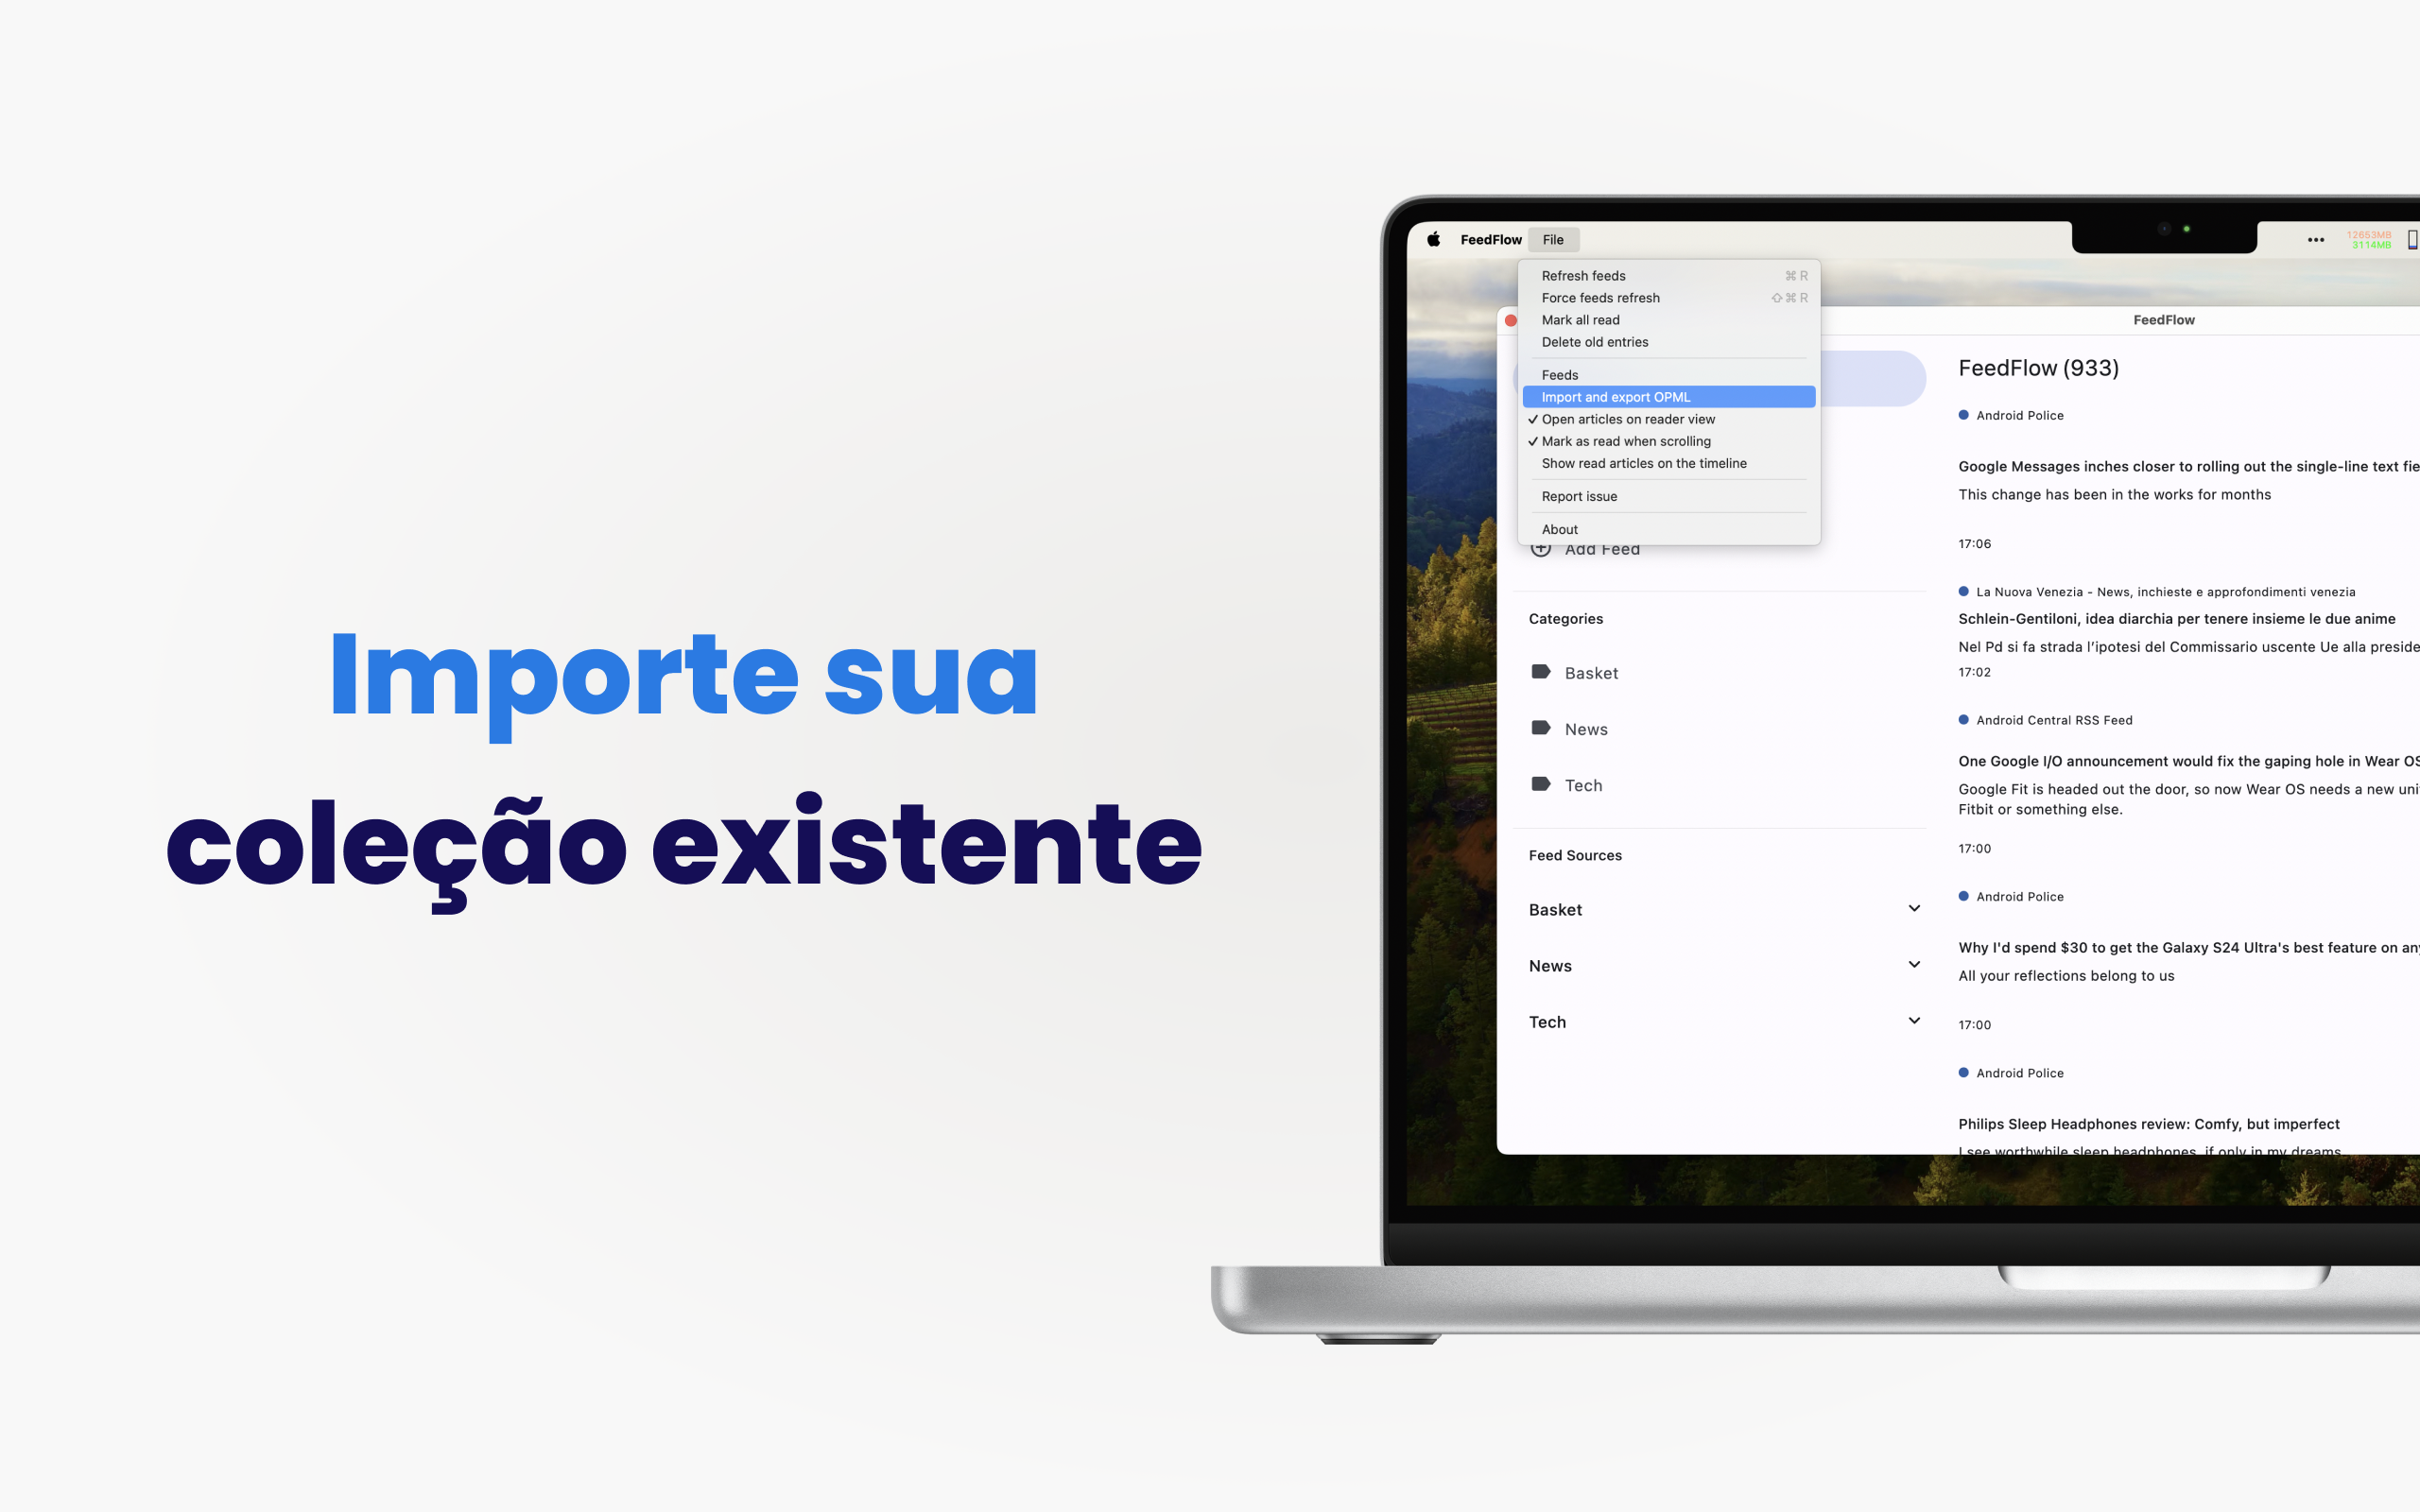 Importe sua
coleção existente
FeedFlow File
12653MB
3114MB
Refresh feeds ⌘ R
Force feeds refresh ⇧ ⌘ R
Mark all read
Delete old entries
Feeds
Import and export OPML
✓ Open articles on reader view
✓ Mark as read when scrolling
Show read articles on the timeline
Report issue
About
Add Feed
Categories
Basket
News
Tech
Feed Sources
Basket
News
Tech
FeedFlow
FeedFlow (933)
Android Police
Google Messages inches closer to rolling out the single-line text
This change has been in the works for months
17:06
La Nuova Venezia - News, inchieste e approfondimenti venezia
Schlein-Gentiloni, idea diarchia per tenere insieme le due anime
Nel Pd si fa strada l’ipotesi del Commissario uscente Ue alla
17:02
Android Central RSS Feed
One Google I/O announcement would fix the gaping hole in Wear OS
Google Fit is headed out the door, so now Wear OS needs a new
Fitbit or something else.
17:00
Android Police
Why I'd spend $30 to get the Galaxy S24 Ultra's best feature on
All your reflections belong to us
17:00
Android Police
Philips Sleep Headphones review: Comfy, but imperfect
I see worthwhile sleep headphones, if only in my dreams